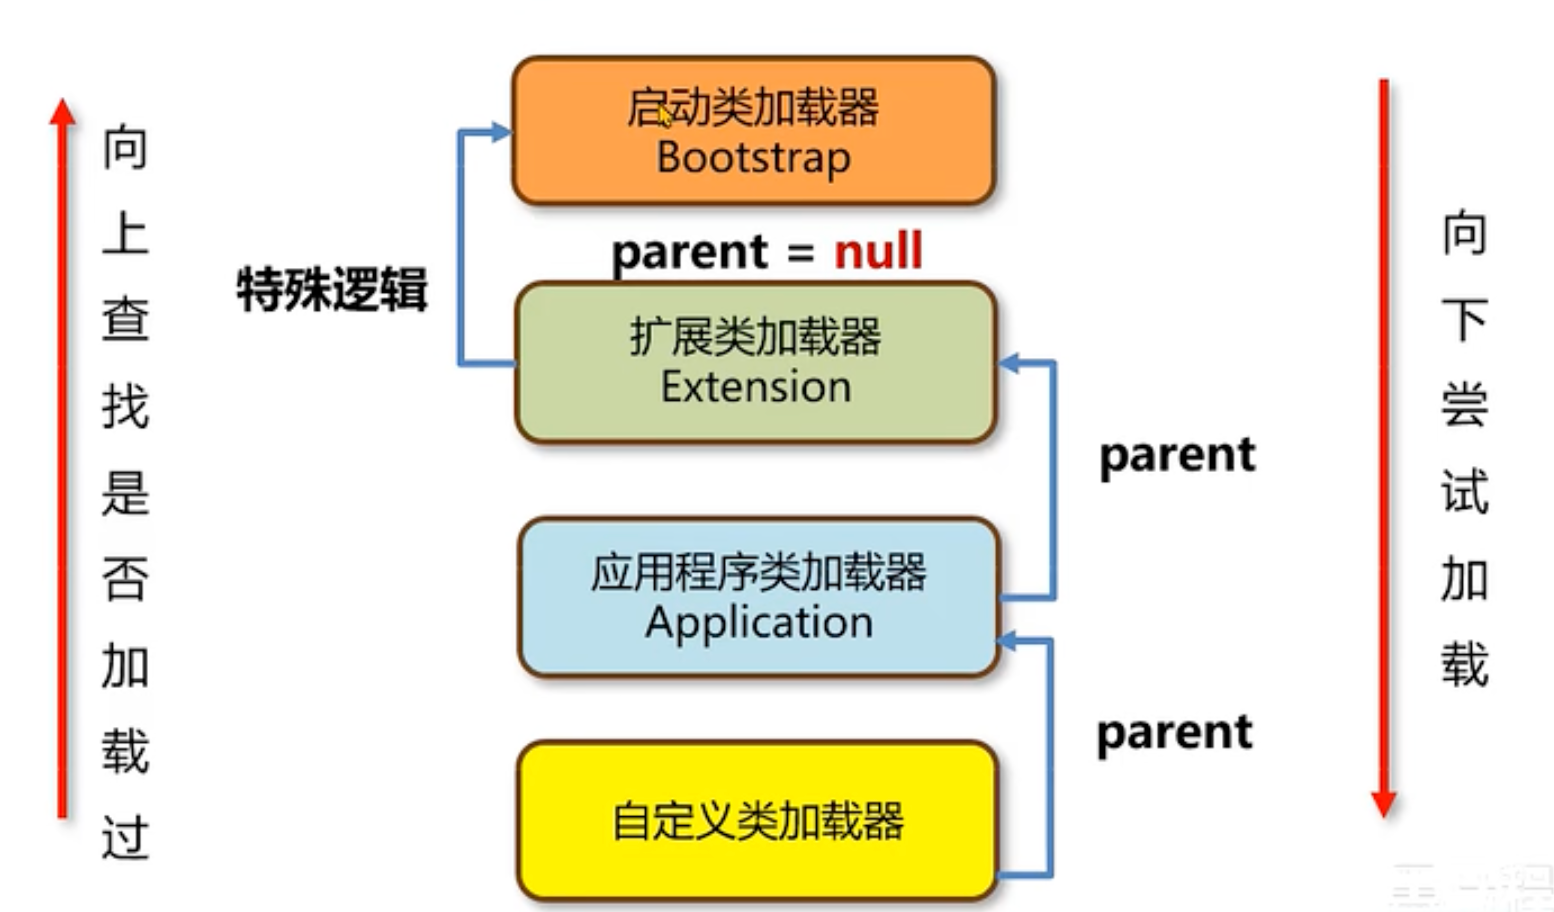 启动类加载器
Bootstrap
parent = null
特殊逻辑
扩展类加载器
Extension
parent
应用程序类加载器
Application
parent
自定义类加载器
向上查找是否加载过
向下尝试加载